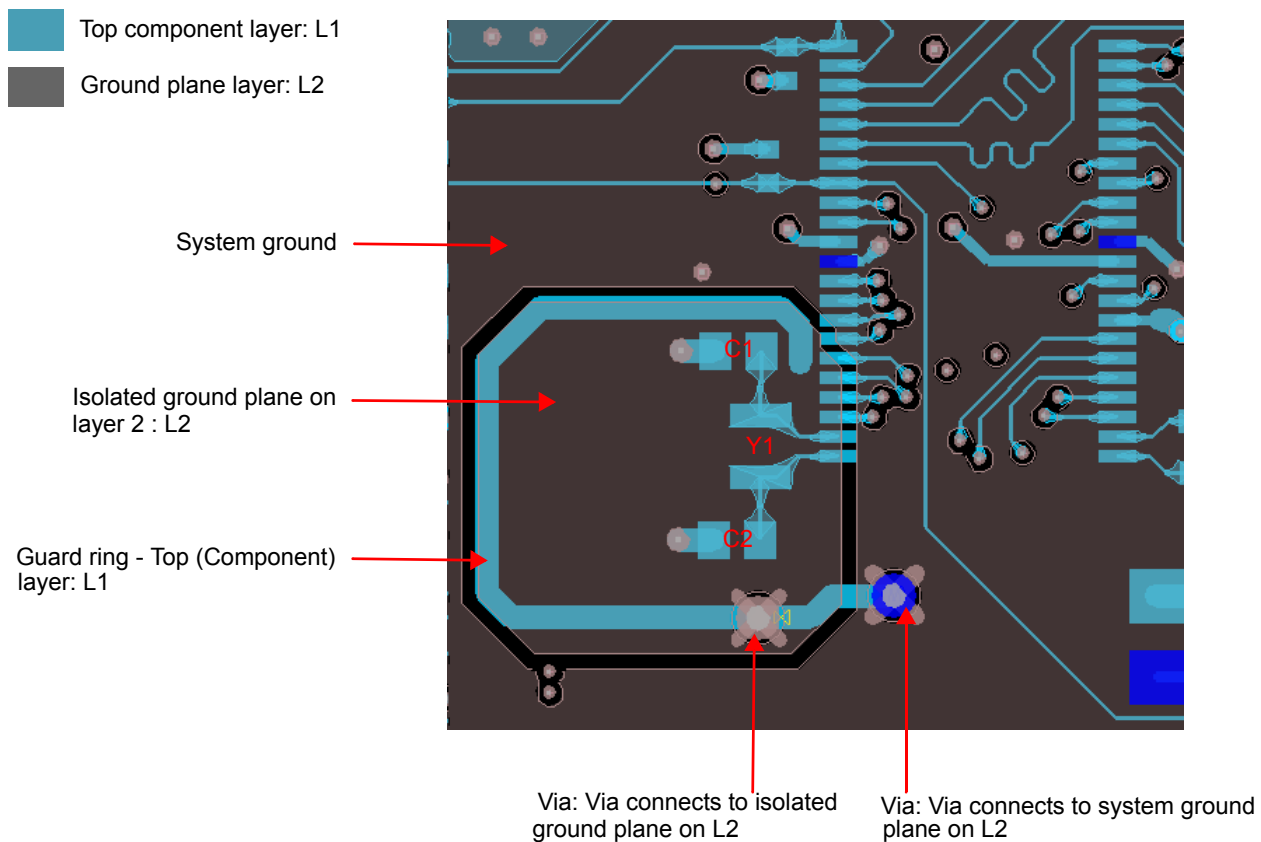 Top component layer: L1
Ground plane layer: L2
System ground
C1
Isolated ground plane on
layer 2 : L2
Y1
C2
Guard ring - Top (Component)
layer: L1
Via: Via connects to isolated
ground plane on L2
Via: Via connects to system ground
plane on L2